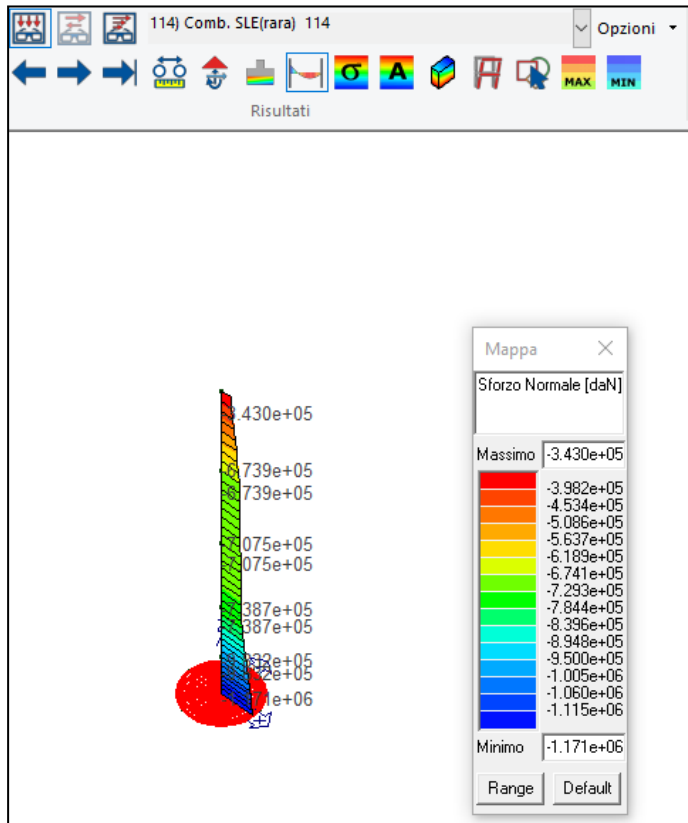 114) Comb. SLE(rara) 114
Opzioni
σ
A
MAX
MIN
Risultati
Mappa
Sforzo Normale [daN]
Massimo -3.430e+05
-3.982e+05
-4.534e+05
-5.086e+05
-5.637e+05
-6.189e+05
-6.741e+05
-7.293e+05
-7.844e+05
-8.396e+05
-8.948e+05
-9.500e+05
-1.005e+06
-1.060e+06
-1.115e+06
Minimo -1.171e+06
Range
Default
3.430e+05
6.739e+05
6.739e+05
7.075e+05
7.075e+05
7.387e+05
7.387e+05